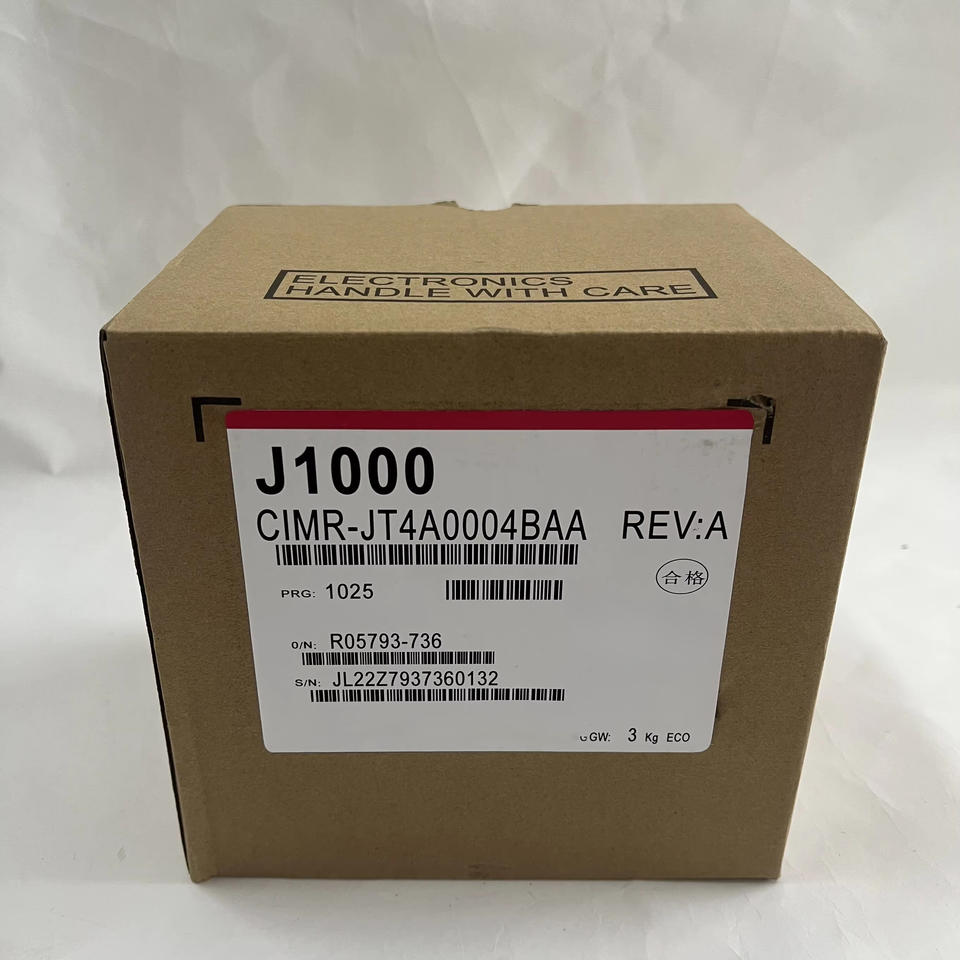 ELECTRONICS
HANDLE WITH CARE
J1000
CIMR-JT4A0004BAA REV:A
合格
PRG: 1025
O/N: R05793-736
S/N: JL22Z7937360132
GW: 3 Kg ECO